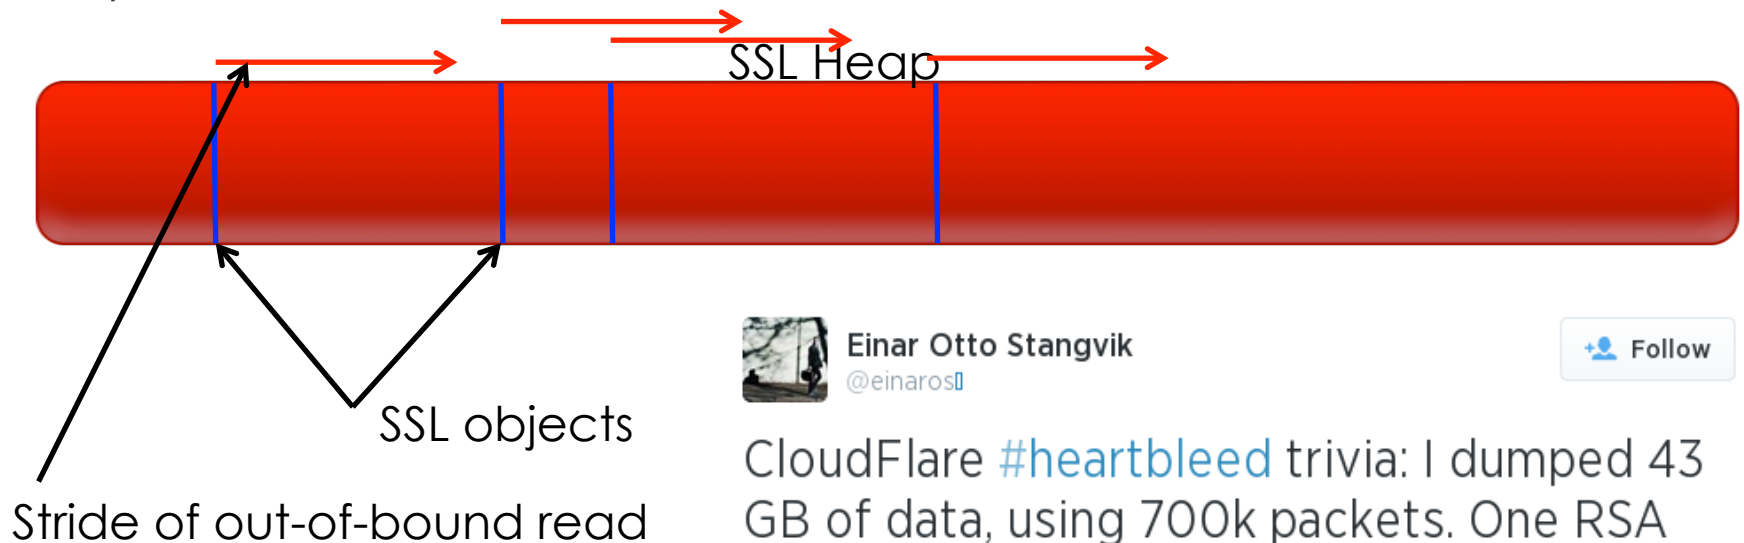 SSL Heap
Einar Otto Stangvik
Follow
@einaros
SSL objects
CloudFlare #heartbleed trivia: I dumped 43
Stride of out-of-bound read
GB of data, using 700k packets. One RSA